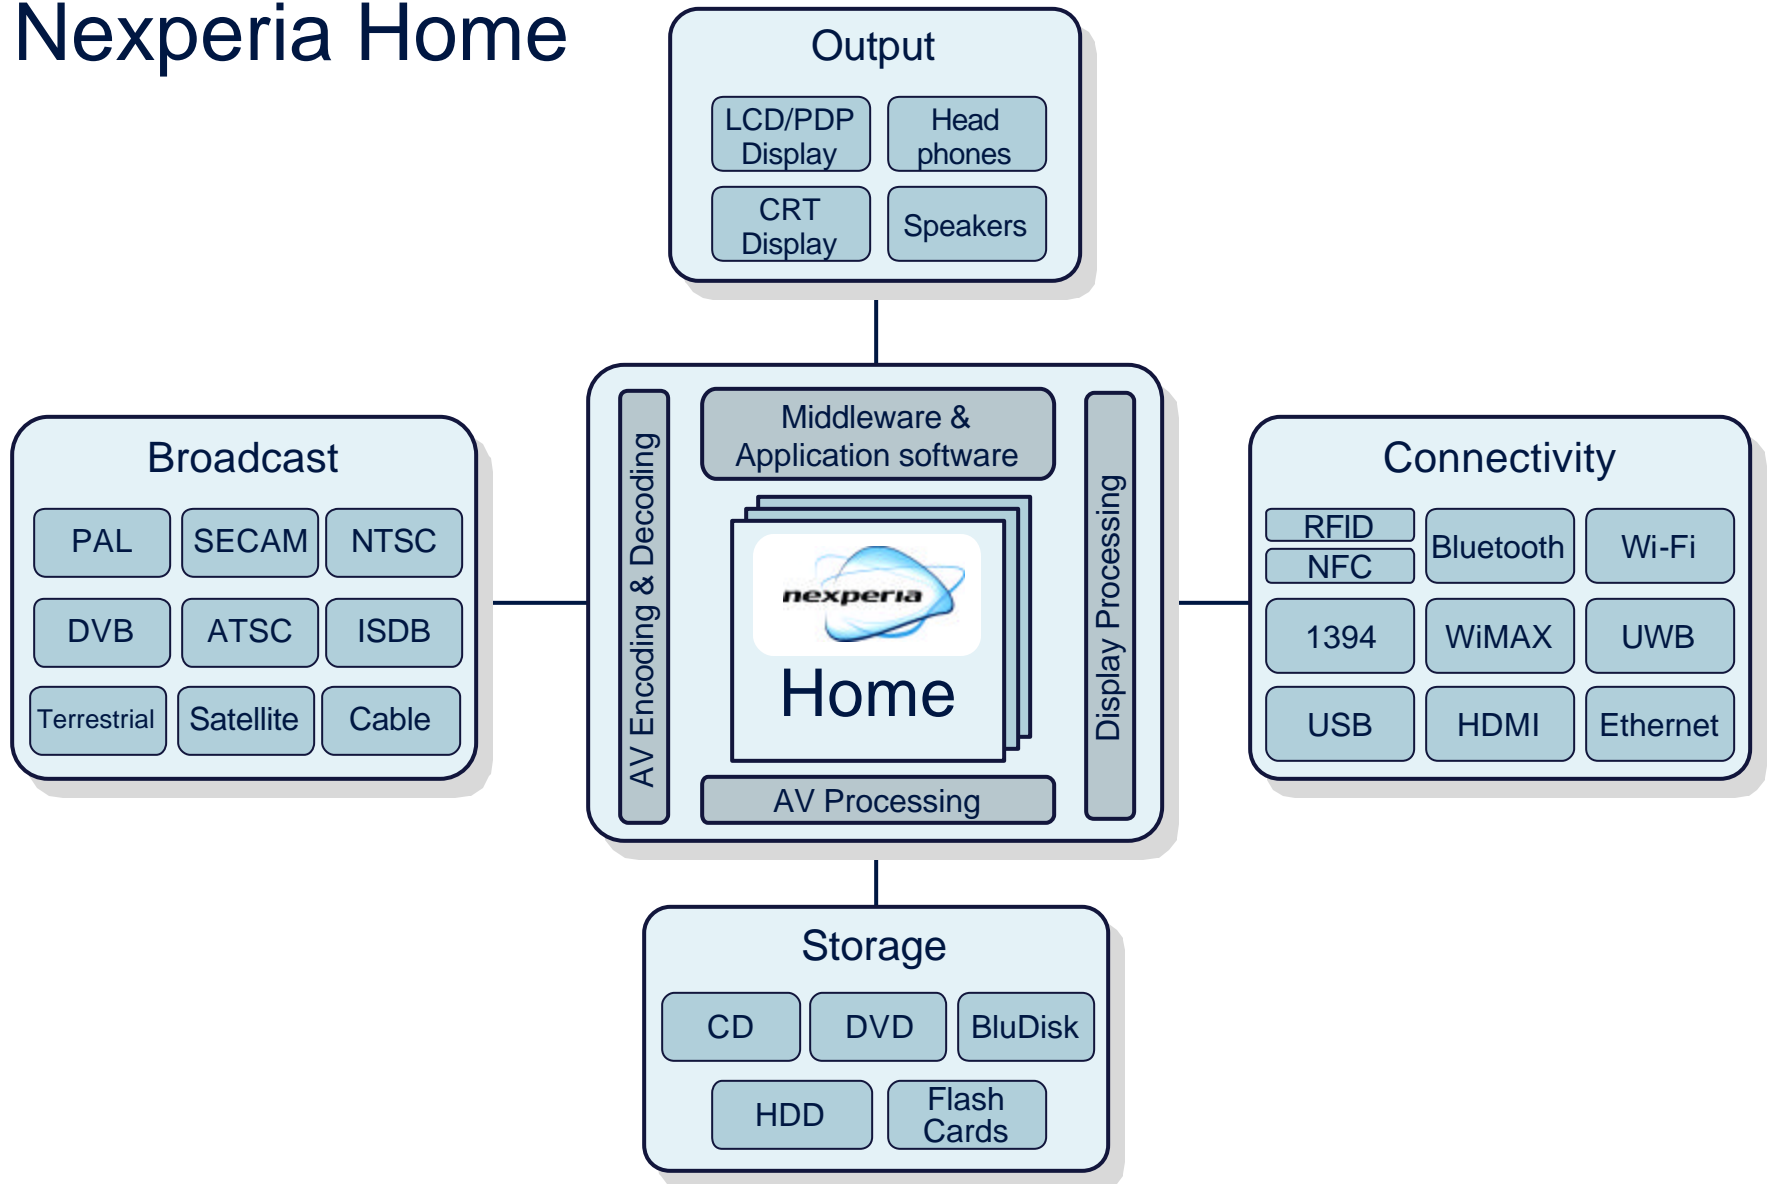 Nexperia Home
Output
LCD/PDP
Display
Head
phones
CRT
Display
Speakers
Broadcast
PAL
SECAM
NTSC
DVB
ATSC
ISDB
Terrestrial
Satellite
Cable
AV Encoding & Decoding
Middleware &
Application software
nexperia
Home
AV Processing
Display Processing
Connectivity
RFID
NFC
Bluetooth
Wi-Fi
1394
WiMAX
UWB
USB
HDMI
Ethernet
Storage
CD
DVD
BluDisk
HDD
Flash
Cards